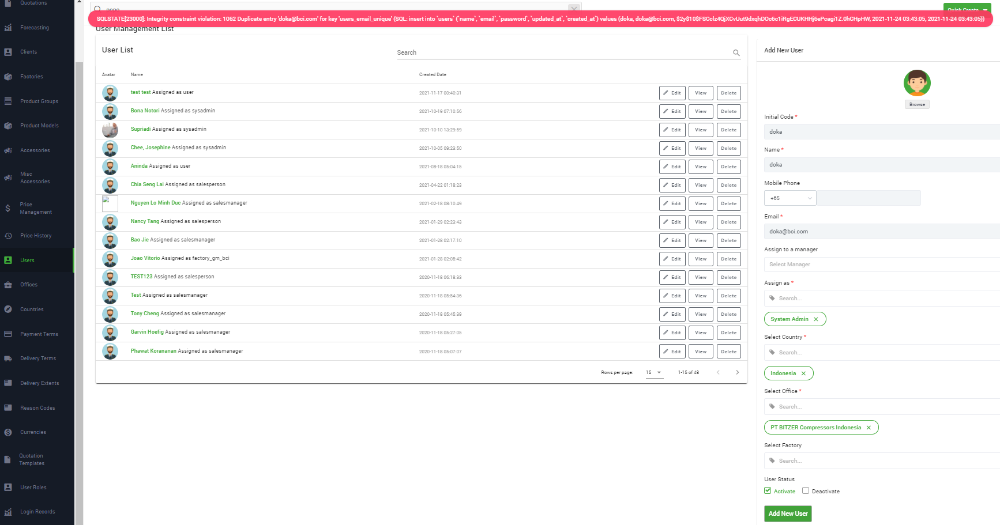 Quotations
Forecasting
Clients
Factories
Product Groups
Product Models
Accessories
Misc
Accessories
Price
Management
Price History
Users
Offices
Countries
Payment Terms
Delivery Terms
Delivery Extents
Reason Codes
Currencies
Quotation
Templates
User Roles
Login Records
Quick Create
SQLSTATE[23000]: Integrity constraint violation: 1062 Duplicate entry 'doka@bci.com' for key 'users_email_unique' (SQL: insert into `users` (`name`, `email`, `password`, `updated_at`, `created_at`) values (doka, doka@bci.com, 2021-11-24 03:43:05, 2021-11-24 03:43:05))
User Management List
User List
Search
Avatar Name Created Date
test test Assigned as user 2021-11-17 00:40:31 Edit View Delete
Bona Notori Assigned as sysadmin 2021-10-19 07:10:56 Edit View Delete
Supriadi Assigned as sysadmin 2021-10-10 13:29:59 Edit View Delete
Chee, Josephine Assigned as sysadmin 2021-10-05 09:23:50 Edit View Delete
Aninda Assigned as user 2021-08-18 05:04:15 Edit View Delete
Chia Seng Lai Assigned as salesperson 2021-04-22 01:18:23 Edit View Delete
Nguyen Lo Minh Duc Assigned as salesmanager 2021-02-18 08:10:49 Edit View Delete
Nancy Tang Assigned as salesperson 2021-01-29 02:23:43 Edit View Delete
Bao Jie Assigned as salesmanager 2021-01-28 02:17:10 Edit View Delete
Joao Vitorio Assigned as factory_gm_bci 2021-01-28 02:05:42 Edit View Delete
TEST123 Assigned as salesperson 2020-11-18 06:18:33 Edit View Delete
Test Assigned as salesmanager 2020-11-18 05:54:36 Edit View Delete
Tony Cheng Assigned as salesmanager 2020-11-18 05:45:39 Edit View Delete
Garvin Hoefig Assigned as salesmanager 2020-11-18 05:27:05 Edit View Delete
Phawat Korananan Assigned as salesmanager 2020-11-18 05:07:07 Edit View Delete
Rows per page: 15 1-15 of 48
Add New User
Browse
Initial Code *
doka
Name *
doka
Mobile Phone
+65
Email *
doka@bci.com
Assign to a manager
Select Manager
Assign as *
Search...
System Admin
Select Country *
Search...
Indonesia
Select Office *
Search...
PT BITZER Compressors Indonesia
Select Factory
Search...
User Status
Activate Deactivate
Add New User